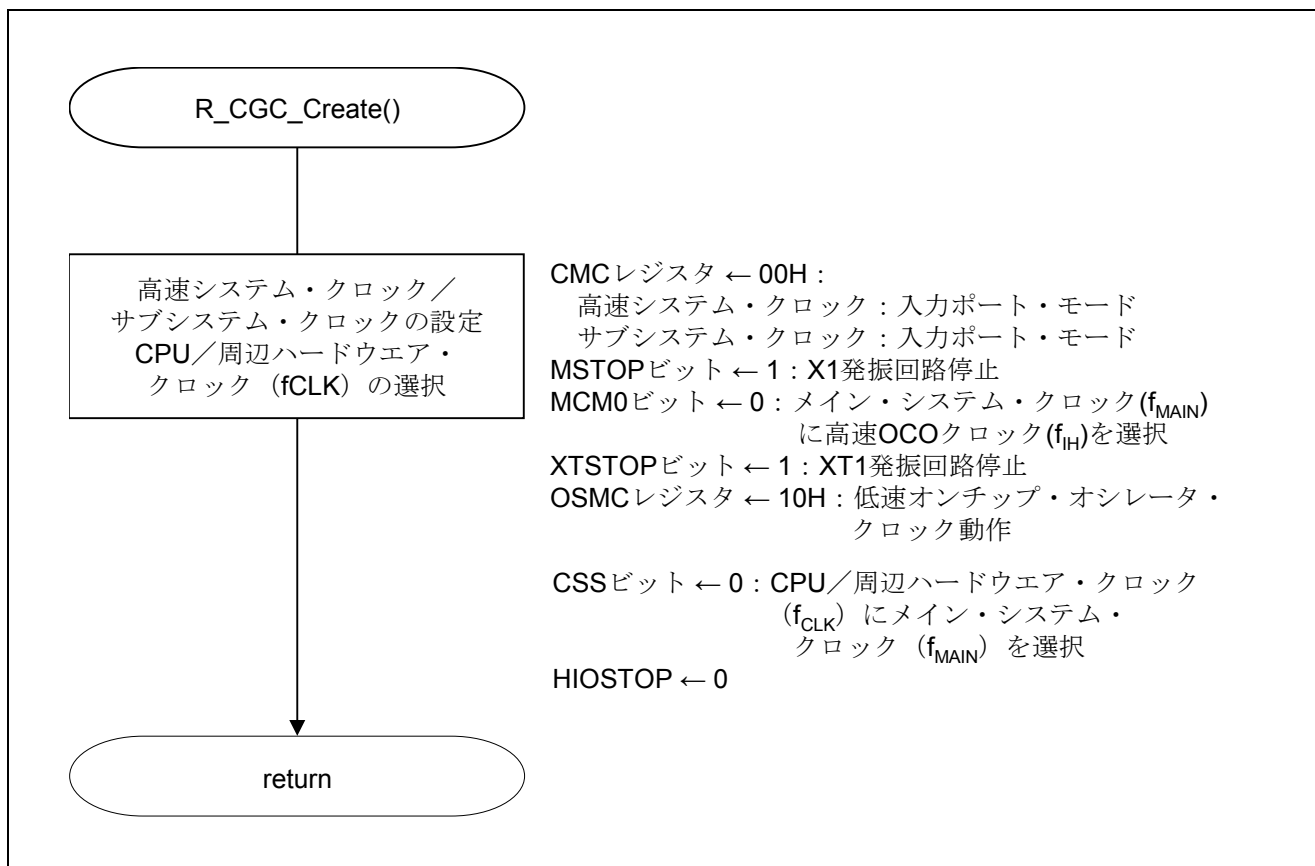 R_CGC_Create()
高速システム・クロック／
サブシステム・クロックの設定
CPU／周辺ハードウエア・
クロック（fCLK）の選択
CMCレジスタ ← 00H：
高速システム・クロック：入力ポート・モード
サブシステム・クロック：入力ポート・モード
MSTOPビット ← 1：X1発振回路停止
MCM0ビット ← 0：メイン・システム・クロック(fMAIN)
に高速OCOクロック(fIH)を選択
XTSTOPビット ← 1：XT1発振回路停止
OSMCレジスタ ← 10H：低速オンチップ・オシレータ・
クロック動作
CSSビット ← 0：CPU／周辺ハードウエア・クロック
（fCLK）にメイン・システム・
クロック（fMAIN）を選択
HIOSTOP ← 0
return